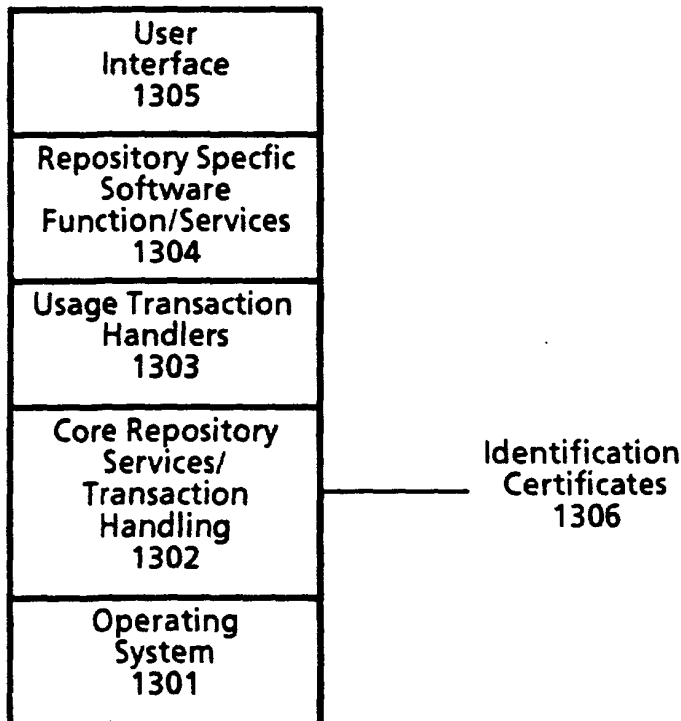 User
Interface
1305
Repository Specfic
Software
Function/Services
1304
Usage Transaction
Handlers
1303
Core Repository
Services/
Transaction
Handling
1302
Identification
Certificates
1306
Operating
System
1301